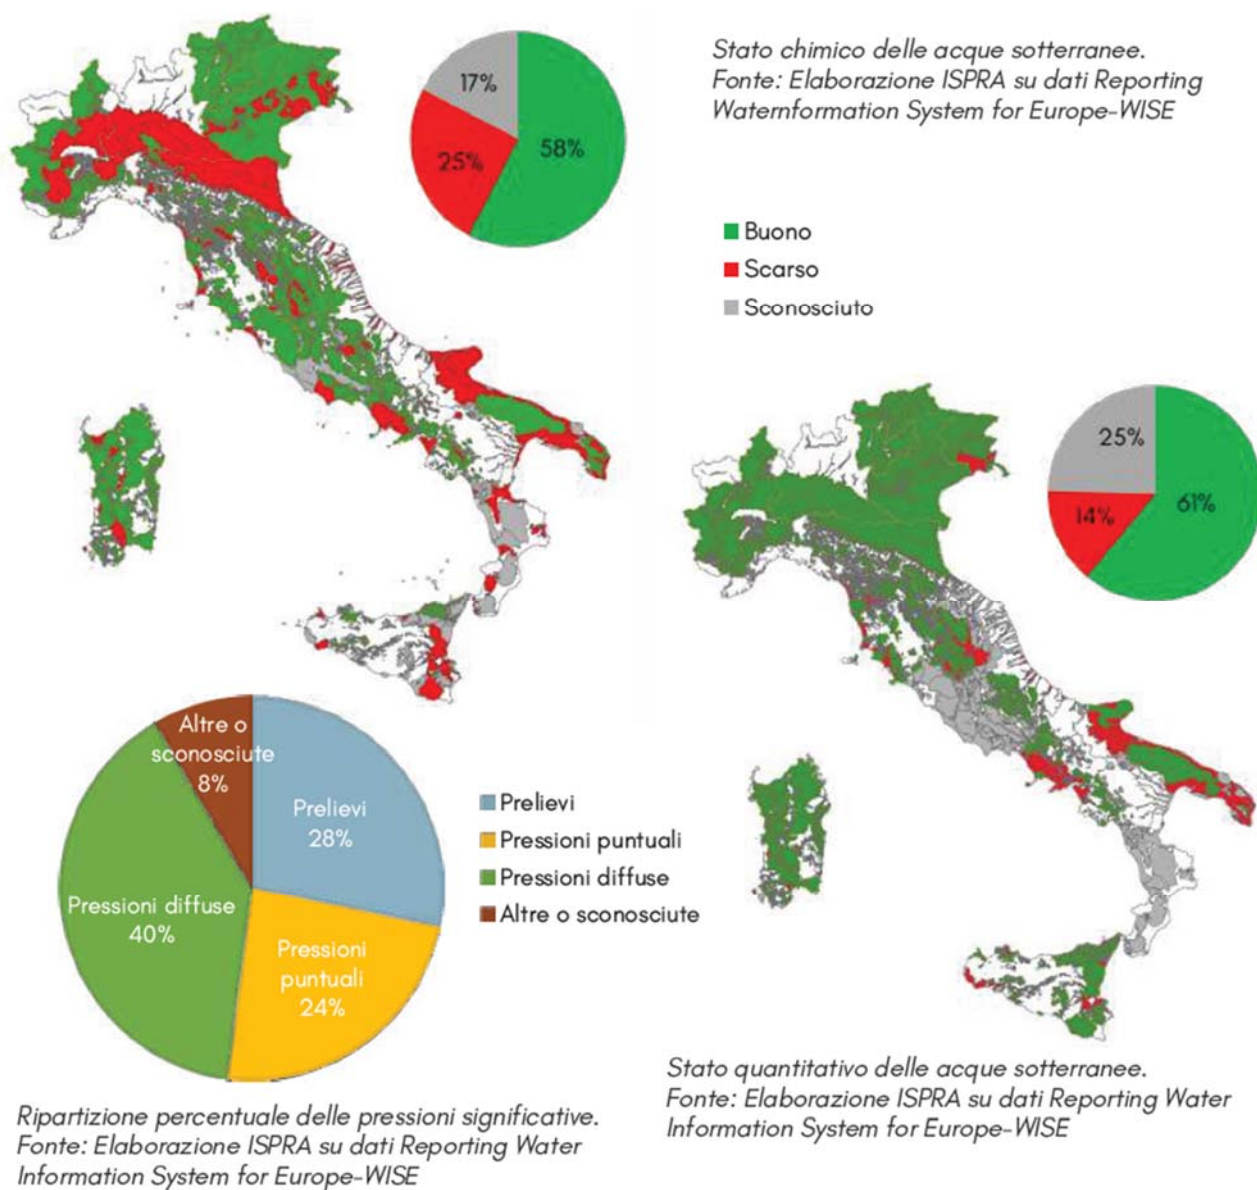 Stato chimico delle acque sotterranee.
Fonte: Elaborazione ISPRA su dati Reporting
Waternformation System for Europe-WISE
17%
25%
58%
Buono
Scarso
Sconosciuto
25%
14%
61%
Altre o
sconosciute
8%
Prelievi
28%
Pressioni diffuse
40%
Pressioni
puntuali
24%
Prelievi
Pressioni puntuali
Pressioni diffuse
Altre o sconosciute
Stato quantitativo delle acque sotterranee.
Fonte: Elaborazione ISPRA su dati Reporting Water
Information System for Europe-WISE
Ripartizione percentuale delle pressioni significative.
Fonte: Elaborazione ISPRA su dati Reporting Water
Information System for Europe-WISE